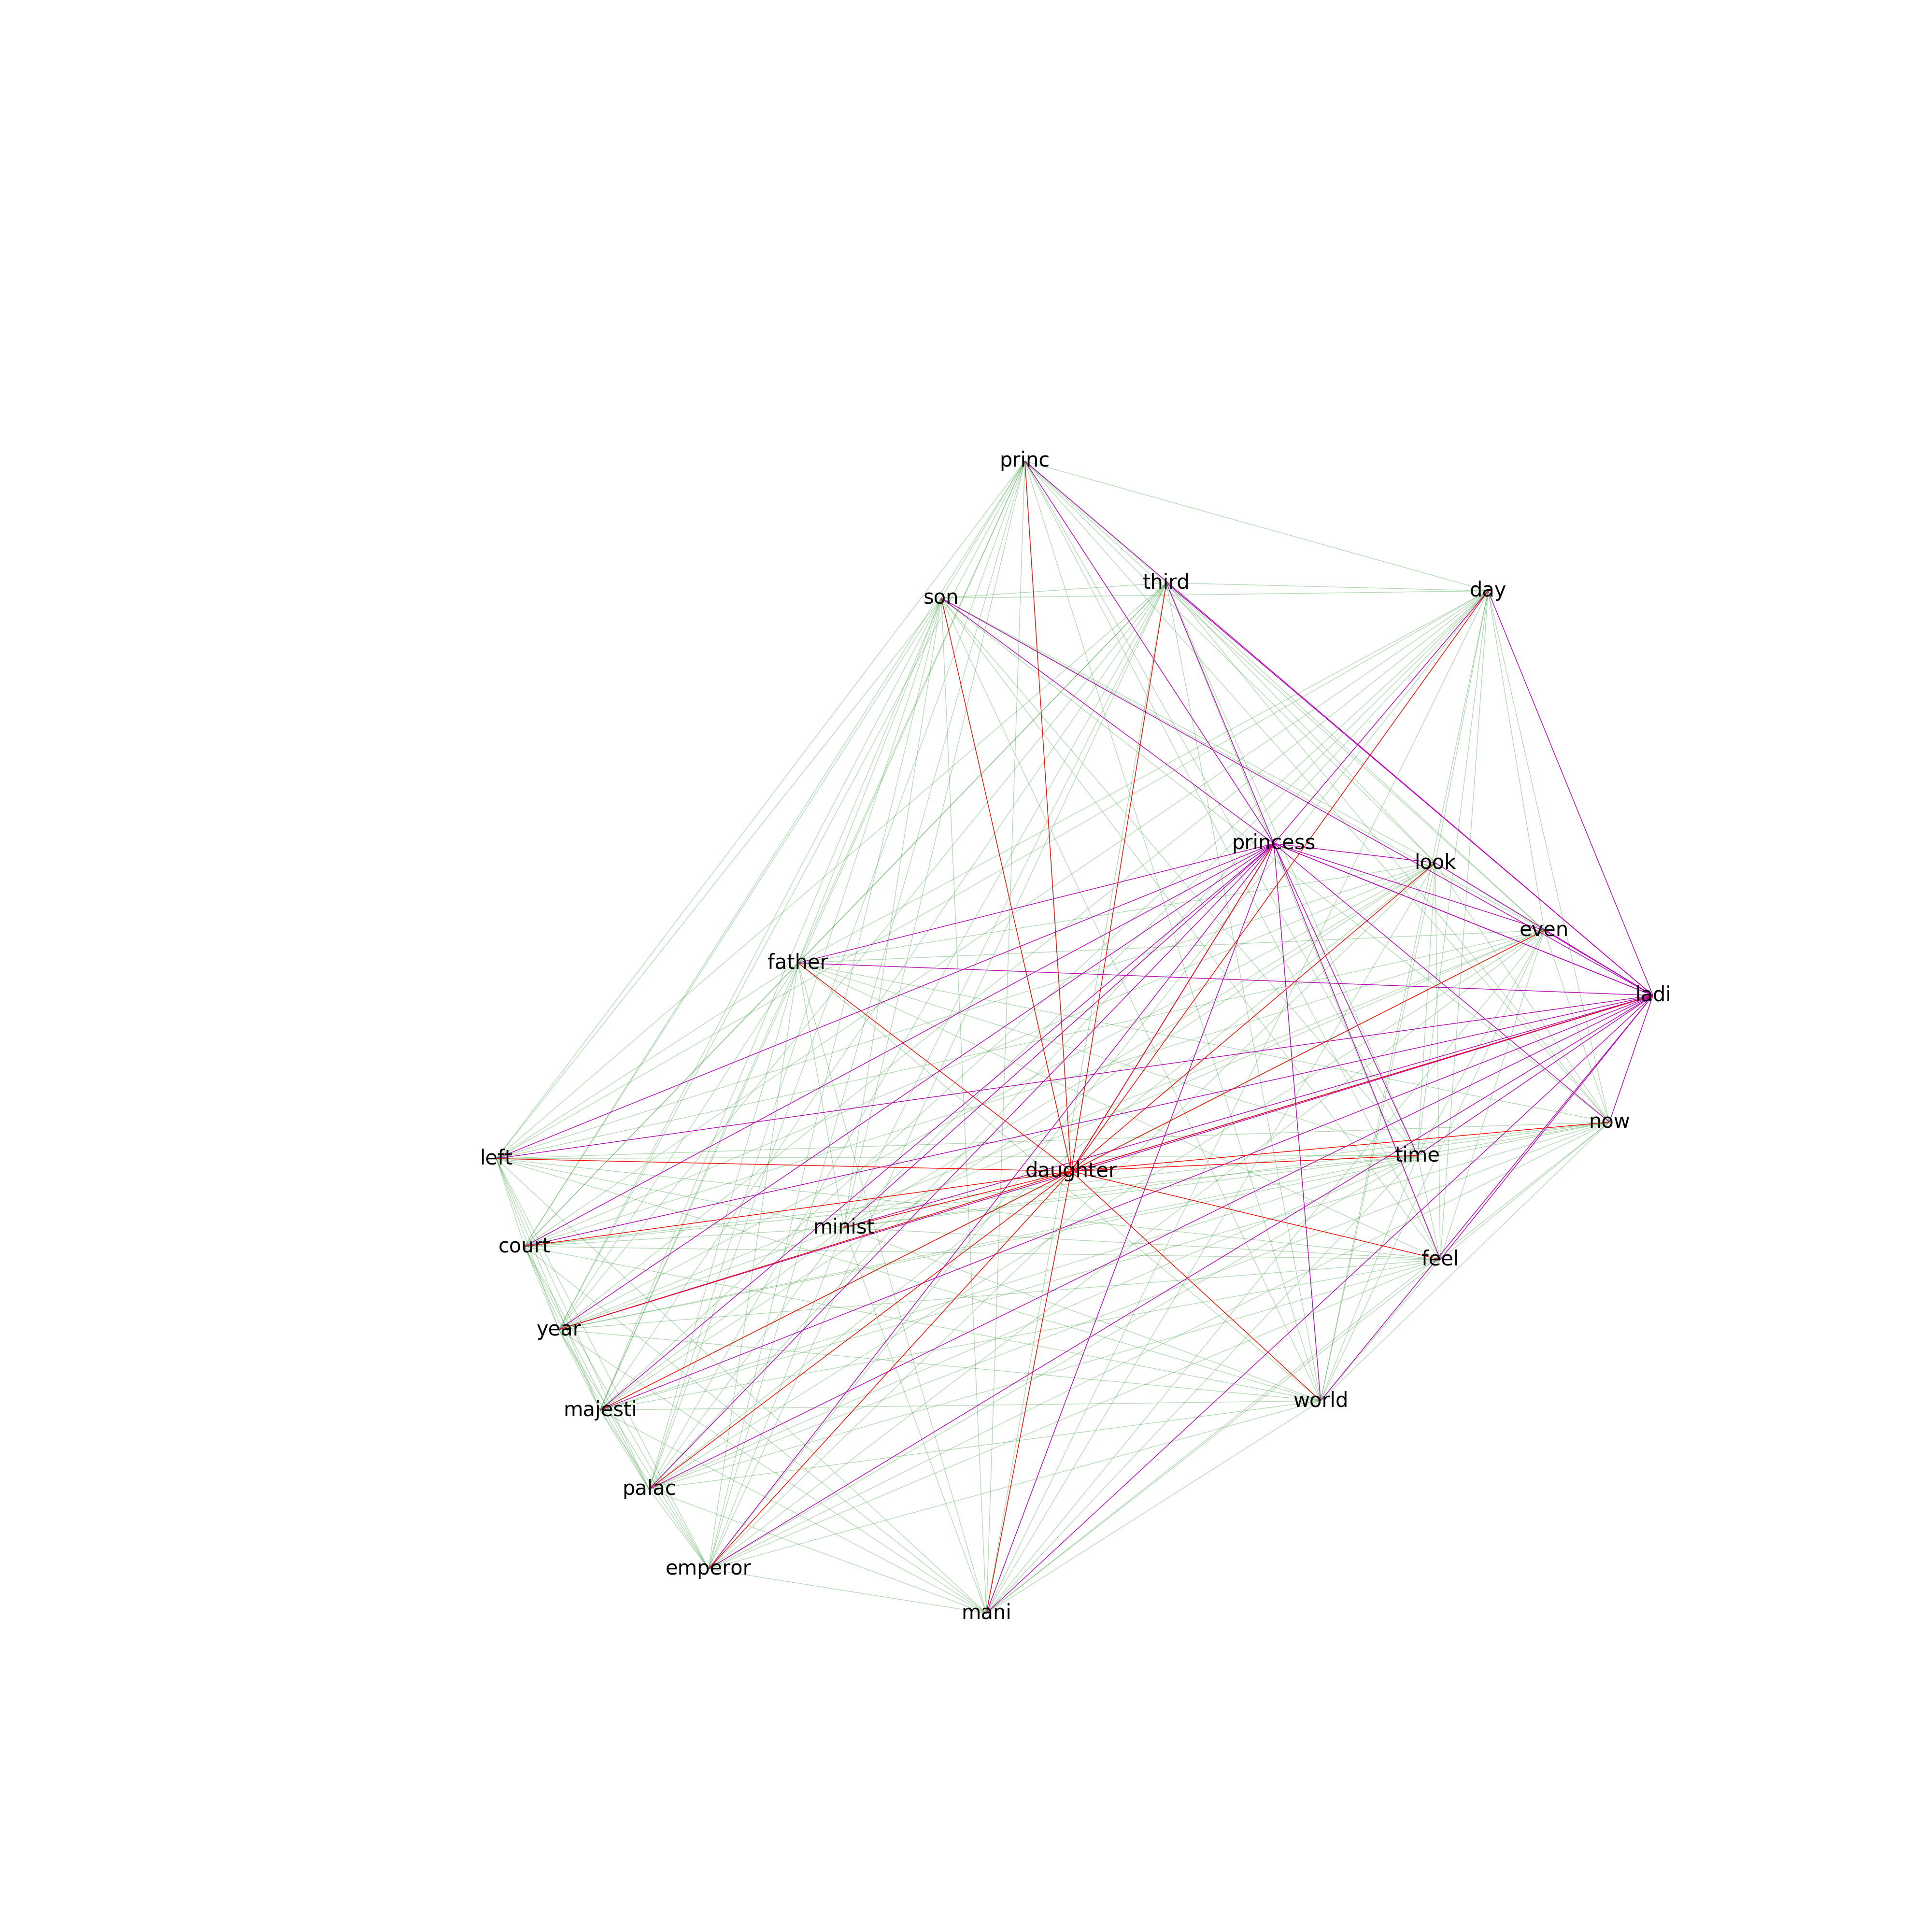 princ
third
day
son
princess
look
even
father
ladi
now
time
left
daughter
minist
court
feel
year
world
majesti
palac
emperor
mani